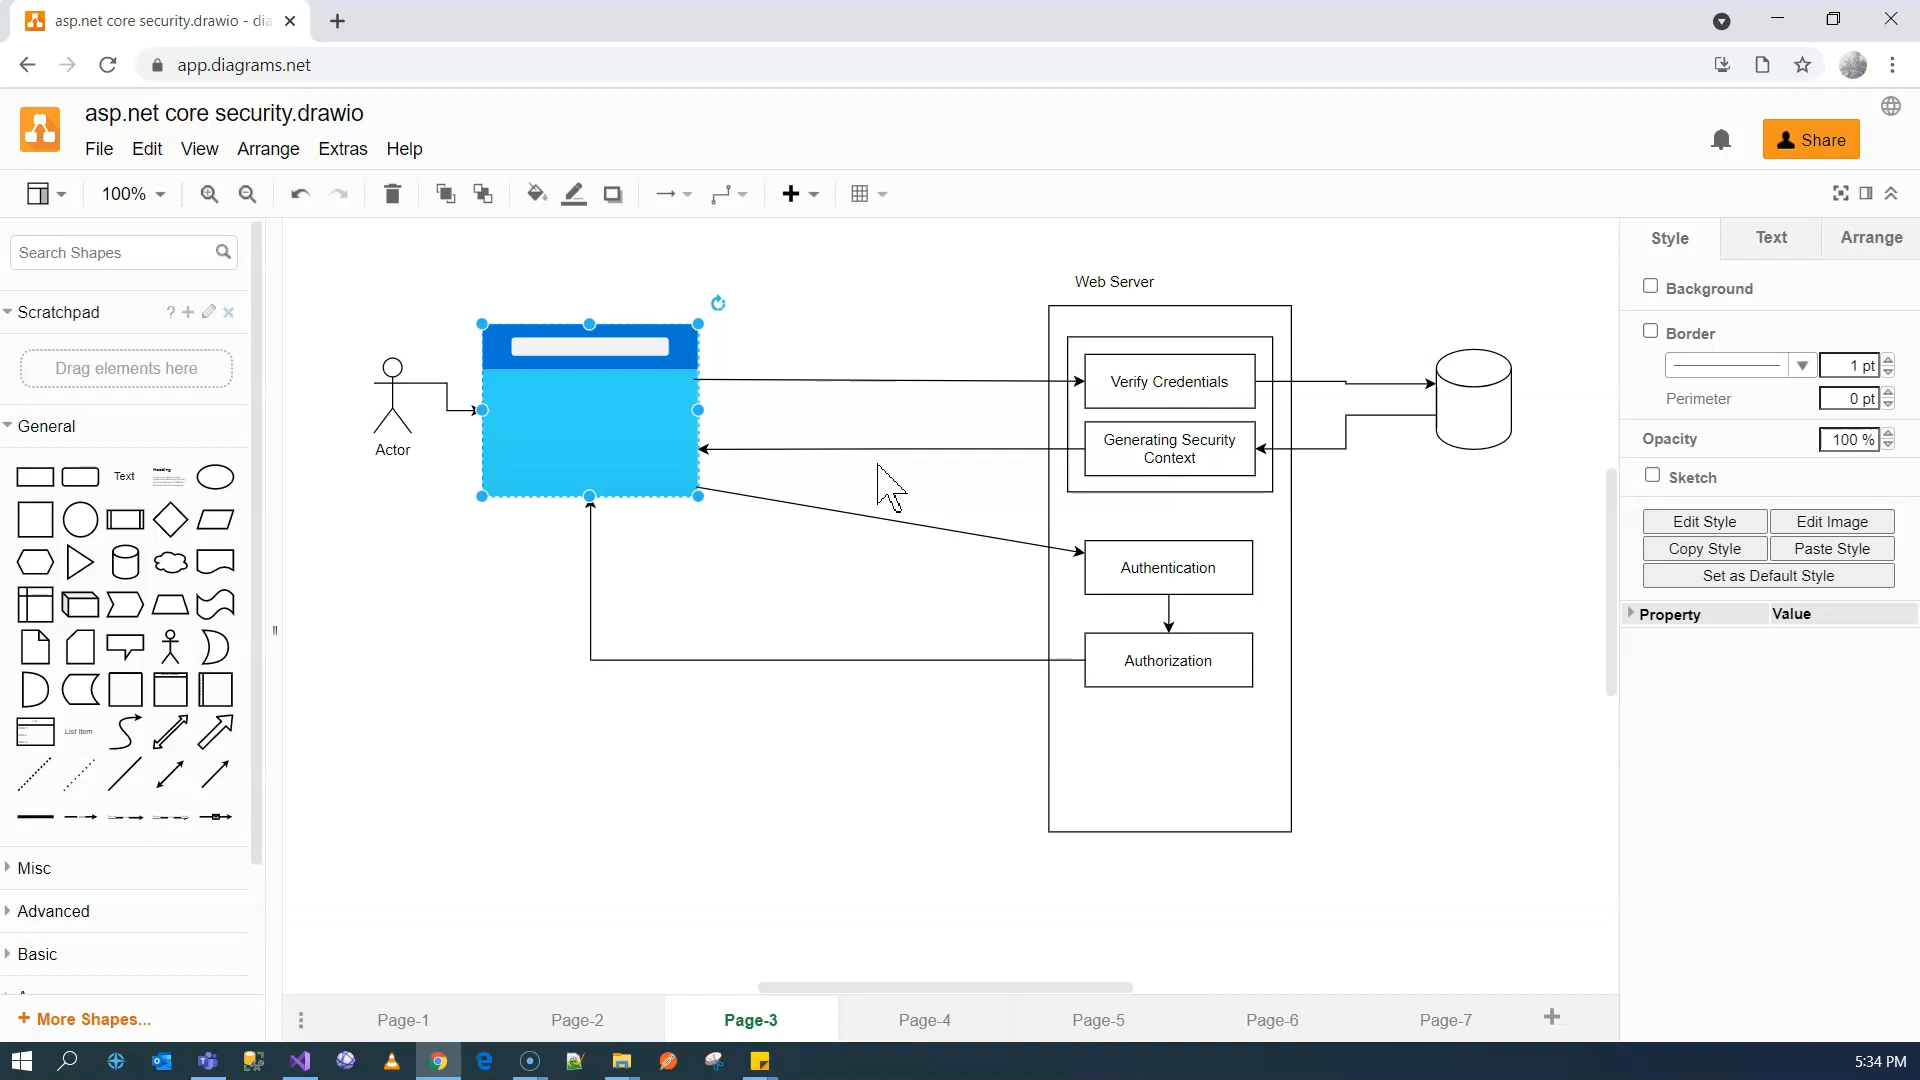 asp.net core security.drawio - dia
app.diagrams.net
asp.net core security.drawio
File Edit View Arrange Extras Help
Share
100%
Search Shapes
Scratchpad
?
Drag elements here
General
Text
Heading
List Item
Misc
Advanced
Basic
More Shapes...
Actor
Web Server
Verify Credentials
Generating Security
Context
Authentication
Authorization
Style Text Arrange
Background
Border
1 pt
Perimeter 0 pt
Opacity 100 %
Sketch
Edit Style Edit Image
Copy Style Paste Style
Set as Default Style
Property Value
Page-1 Page-2 Page-3 Page-4 Page-5 Page-6 Page-7
5:34 PM